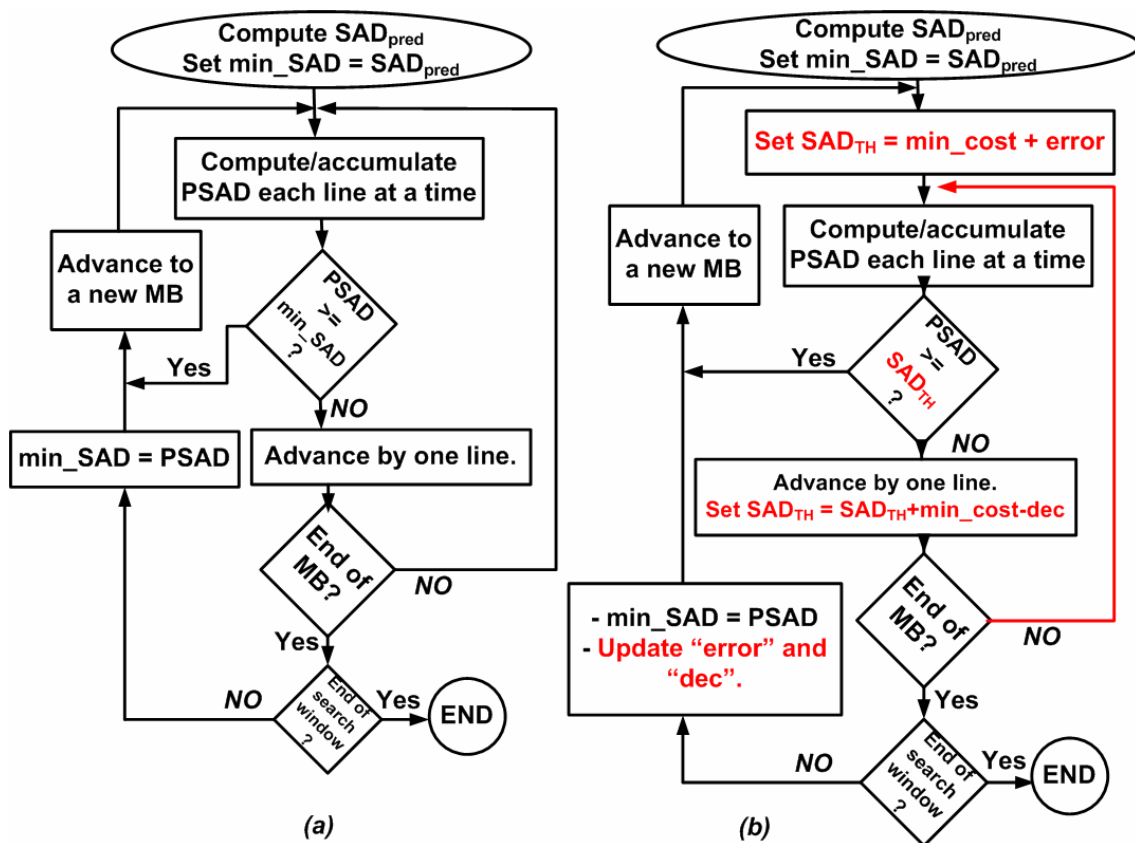 Compute SADpred
Set min_SAD = SADpred
Compute/accumulate
PSAD each line at a time
Advance to
a new MB
PSAD
>=
min_SAD
?
Yes
NO
min_SAD = PSAD
Advance by one line.
End of
MB?
NO
Yes
NO
End of
search
window
?
Yes
END
(a)
Compute SADpred
Set min_SAD = SADpred
Set SADTH = min_cost + error
Compute/accumulate
PSAD each line at a time
Advance to
a new MB
PSAD
>=
SADTH
?
Yes
NO
Advance by one line.
Set SADTH = SADTH+min_cost-dec
End of
MB?
NO
- min_SAD = PSAD
- Update “error” and
“dec”.
Yes
NO
End of
search
window
?
Yes
END
(b)